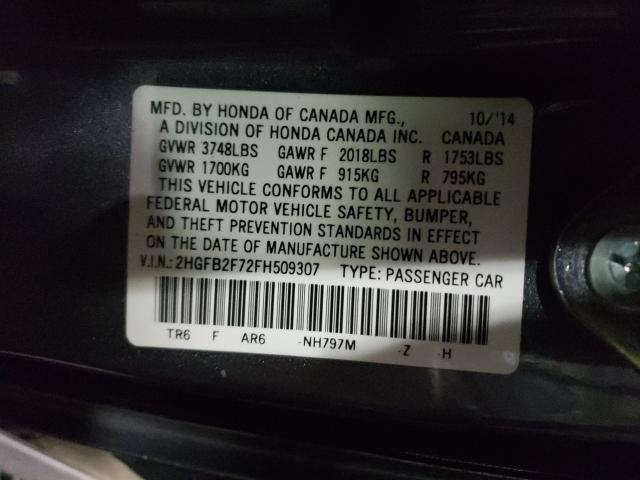 MFD. BY HONDA OF CANADA MFG., 10/'14
A DIVISION OF HONDA CANADA INC. CANADA
GVWR 3748LBS GAWR F 2018LBS R 1753LBS
GVWR 1700KG GAWR F 915KG R 795KG
THIS VEHICLE CONFORMS TO ALL APPLICABLE
FEDERAL MOTOR VEHICLE SAFETY, BUMPER,
AND THEFT PREVENTION STANDARDS IN EFFECT
ON THE DATE OF MANUFACTURE SHOWN ABOVE.
V.I.N.: 2HGFB2F72FH509307 TYPE: PASSENGER CAR
TR6 F AR6 -NH797M -Z -H